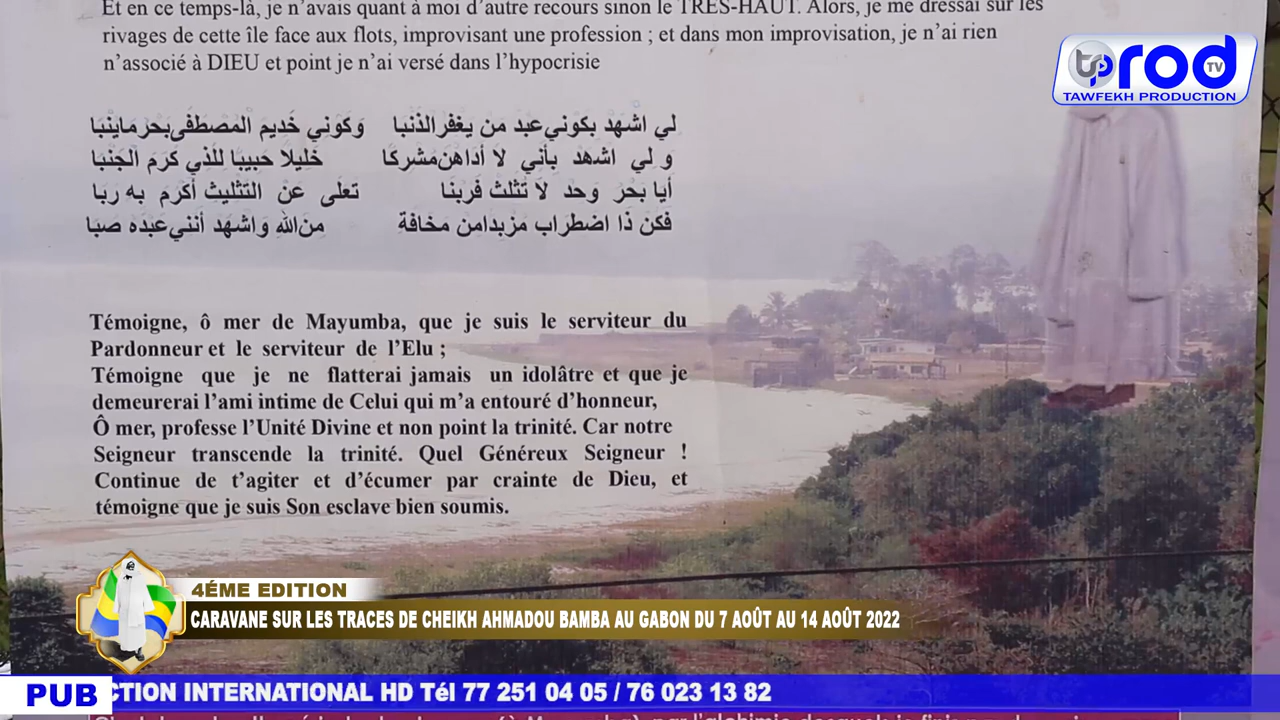 Et en ce temps-là, je n'avais quant à moi d'autre recours sinon le TRES-HAUT. Alors, je me dressai sur les
rivages de cette île face aux flots, improvisant une profession ; et dans mon improvisation, je n'ai rien
n'associé à DIEU et point je n'ai versé dans l'hypocrisie
tp rod TV
TAWFEKH PRODUCTION
لي اشهد بكوني عبد من يغفر الذنبا وكوني خديم المصطفى بحر ماينبا
و لي اشهد بأني لا أداهن مشركا خليلا حبيبا للذي كرم الجنبا
أيا بحر وحد لا تثلث فربنا تعلى عن التثليث أكرم به ربا
فكن ذا اضطراب مزبدامن مخافة من الله واشهد أنني عبده صبا
Témoigne, ô mer de Mayumba, que je suis le serviteur du
Pardonneur et le serviteur de l'Elu ;
Témoigne que je ne flatterai jamais un idolâtre et que je
demeurerai l'ami intime de Celui qui m'a entouré d'honneur,
Ô mer, professe l'Unité Divine et non point la trinité. Car notre
Seigneur transcende la trinité. Quel Généreux Seigneur !
Continue de t'agiter et d'écumer par crainte de Dieu, et
témoigne que je suis Son esclave bien soumis.
4ÉME EDITION
CARAVANE SUR LES TRACES DE CHEIKH AHMADOU BAMBA AU GABON DU 7 AOÛT AU 14 AOÛT 2022
PUB CTION INTERNATIONAL HD Tél 77 251 04 05 / 76 023 13 82